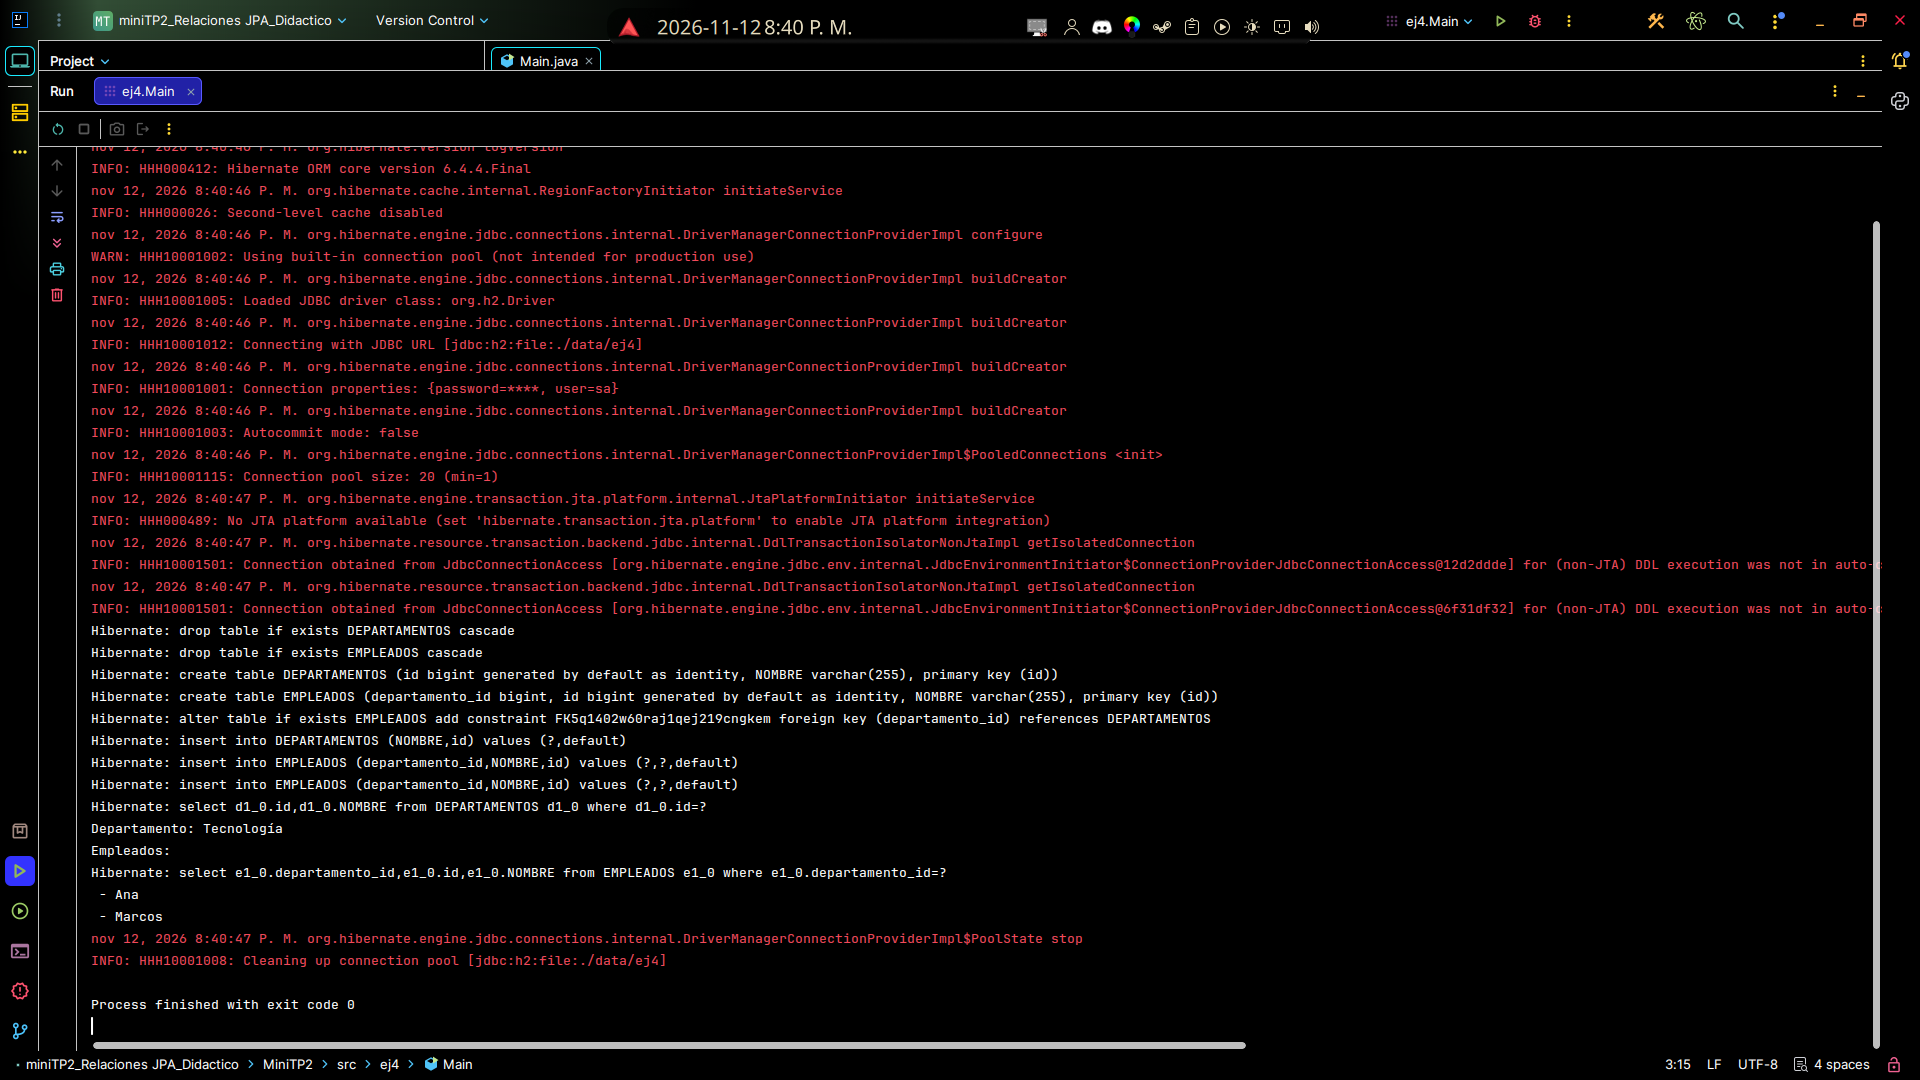 MT miniTP2_Relaciones JPA_Didactico Version Control 2026-11-12 8:40 P. M. ej4.Main
Project Main.java
Run ej4.Main
nov 12, 2026 8:40:46 P. M. org.hibernate.Version logVersion
INFO: HHH000412: Hibernate ORM core version 6.4.4.Final
nov 12, 2026 8:40:46 P. M. org.hibernate.cache.internal.RegionFactoryInitiator initiateService
INFO: HHH000026: Second-level cache disabled
nov 12, 2026 8:40:46 P. M. org.hibernate.engine.jdbc.connections.internal.DriverManagerConnectionProviderImpl configure
WARN: HHH10001002: Using built-in connection pool (not intended for production use)
nov 12, 2026 8:40:46 P. M. org.hibernate.engine.jdbc.connections.internal.DriverManagerConnectionProviderImpl buildCreator
INFO: HHH10001005: Loaded JDBC driver class: org.h2.Driver
nov 12, 2026 8:40:46 P. M. org.hibernate.engine.jdbc.connections.internal.DriverManagerConnectionProviderImpl buildCreator
INFO: HHH10001012: Connecting with JDBC URL [jdbc:h2:file:./data/ej4]
nov 12, 2026 8:40:46 P. M. org.hibernate.engine.jdbc.connections.internal.DriverManagerConnectionProviderImpl buildCreator
INFO: HHH10001001: Connection properties: {password=****, user=sa}
nov 12, 2026 8:40:46 P. M. org.hibernate.engine.jdbc.connections.internal.DriverManagerConnectionProviderImpl buildCreator
INFO: HHH10001003: Autocommit mode: false
nov 12, 2026 8:40:46 P. M. org.hibernate.engine.jdbc.connections.internal.DriverManagerConnectionProviderImpl$PooledConnections <init>
INFO: HHH10001115: Connection pool size: 20 (min=1)
nov 12, 2026 8:40:47 P. M. org.hibernate.engine.transaction.jta.platform.internal.JtaPlatformInitiator initiateService
INFO: HHH000489: No JTA platform available (set 'hibernate.transaction.jta.platform' to enable JTA platform integration)
nov 12, 2026 8:40:47 P. M. org.hibernate.resource.transaction.backend.jdbc.internal.DdlTransactionIsolatorNonJtaImpl getIsolatedConnection
INFO: HHH10001501: Connection obtained from JdbcConnectionAccess [org.hibernate.engine.jdbc.env.internal.JdbcEnvironmentInitiator$ConnectionProviderJdbcConnectionAccess@12d2ddde] for (non-JTA) DDL execution was not in auto-c
nov 12, 2026 8:40:47 P. M. org.hibernate.resource.transaction.backend.jdbc.internal.DdlTransactionIsolatorNonJtaImpl getIsolatedConnection
INFO: HHH10001501: Connection obtained from JdbcConnectionAccess [org.hibernate.engine.jdbc.env.internal.JdbcEnvironmentInitiator$ConnectionProviderJdbcConnectionAccess@6f31df32] for (non-JTA) DDL execution was not in auto-c
Hibernate: drop table if exists DEPARTAMENTOS cascade
Hibernate: drop table if exists EMPLEADOS cascade
Hibernate: create table DEPARTAMENTOS (id bigint generated by default as identity, NOMBRE varchar(255), primary key (id))
Hibernate: create table EMPLEADOS (departamento_id bigint, id bigint generated by default as identity, NOMBRE varchar(255), primary key (id))
Hibernate: alter table if exists EMPLEADOS add constraint FK5q1402w60raj1qej219cngkem foreign key (departamento_id) references DEPARTAMENTOS
Hibernate: insert into DEPARTAMENTOS (NOMBRE,id) values (?,default)
Hibernate: insert into EMPLEADOS (departamento_id,NOMBRE,id) values (?,?,default)
Hibernate: insert into EMPLEADOS (departamento_id,NOMBRE,id) values (?,?,default)
Hibernate: select d1_0.id,d1_0.NOMBRE from DEPARTAMENTOS d1_0 where d1_0.id=?
Departamento: Tecnología
Empleados:
Hibernate: select e1_0.departamento_id,e1_0.id,e1_0.NOMBRE from EMPLEADOS e1_0 where e1_0.departamento_id=?
- Ana
- Marcos
nov 12, 2026 8:40:47 P. M. org.hibernate.engine.jdbc.connections.internal.DriverManagerConnectionProviderImpl$PoolState stop
INFO: HHH10001008: Cleaning up connection pool [jdbc:h2:file:./data/ej4]
Process finished with exit code 0
miniTP2_Relaciones JPA_Didactico > MiniTP2 > src > ej4 > Main 3:15 LF UTF-8 4 spaces